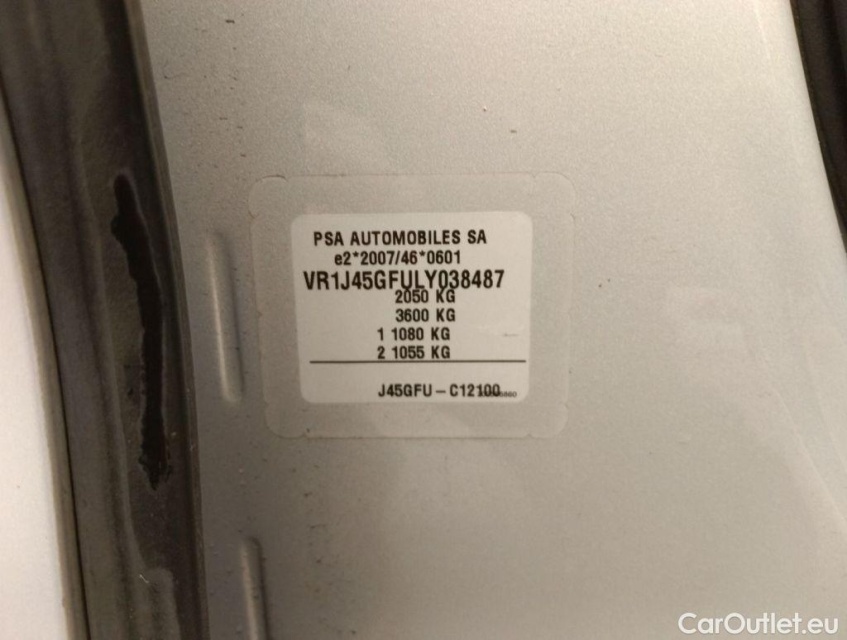 PSA AUTOMOBILES SA
e2*2007/46*0601
VR1J45GFULY038487
2050 KG
3600 KG
1 1080 KG
2 1055 KG
J45GFU – C12100
CarOutlet.eu